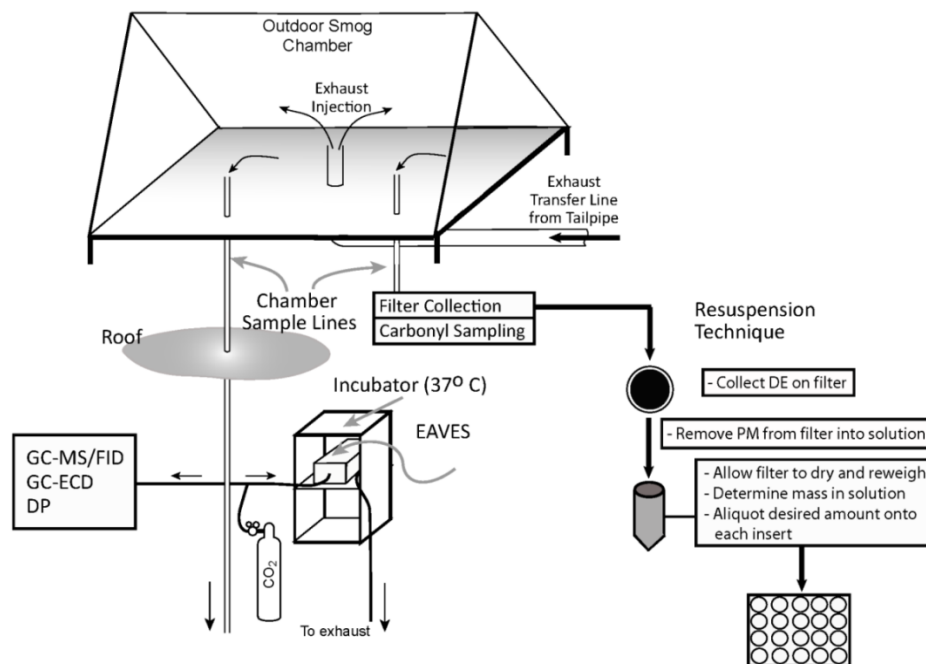 Outdoor Smog
Chamber
Exhaust
Injection
Exhaust
Transfer Line
from Tailpipe
Chamber
Sample Lines
Filter Collection
Carbonyl Sampling
Resuspension
Technique
Roof
- Collect DE on filter
Incubator (37⁰ C)
EAVES
- Remove PM from filter into solution
GC-MS/FID
GC-ECD
DP
- Allow filter to dry and reweigh
- Determine mass in solution
- Aliquot desired amount onto
each insert
CO₂
To exhaust